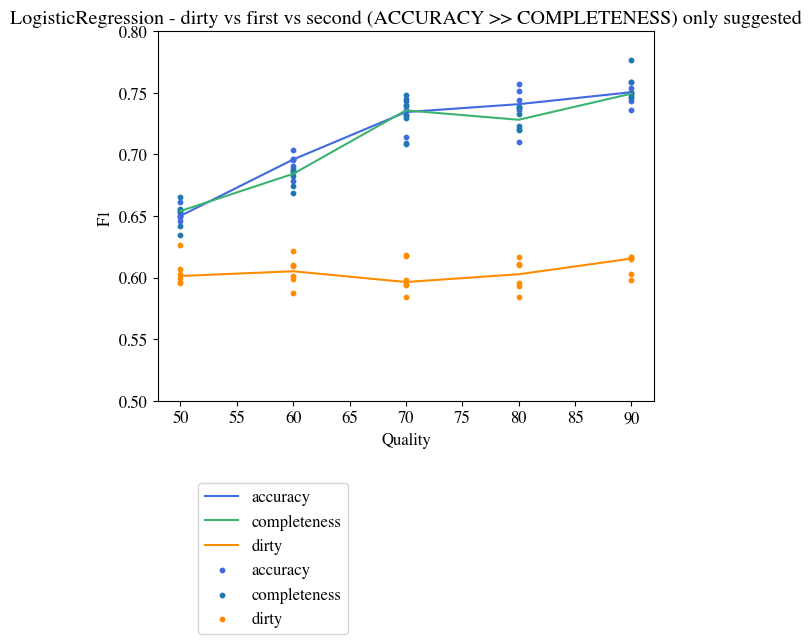 LogisticRegression - dirty vs first vs second (ACCURACY >> COMPLETENESS) only suggested
0.80
0.75
0.70
0.65
0.60
0.55
0.50
F1
50 55 60 65 70 75 80 85 90
Quality
accuracy
completeness
dirty
accuracy
completeness
dirty